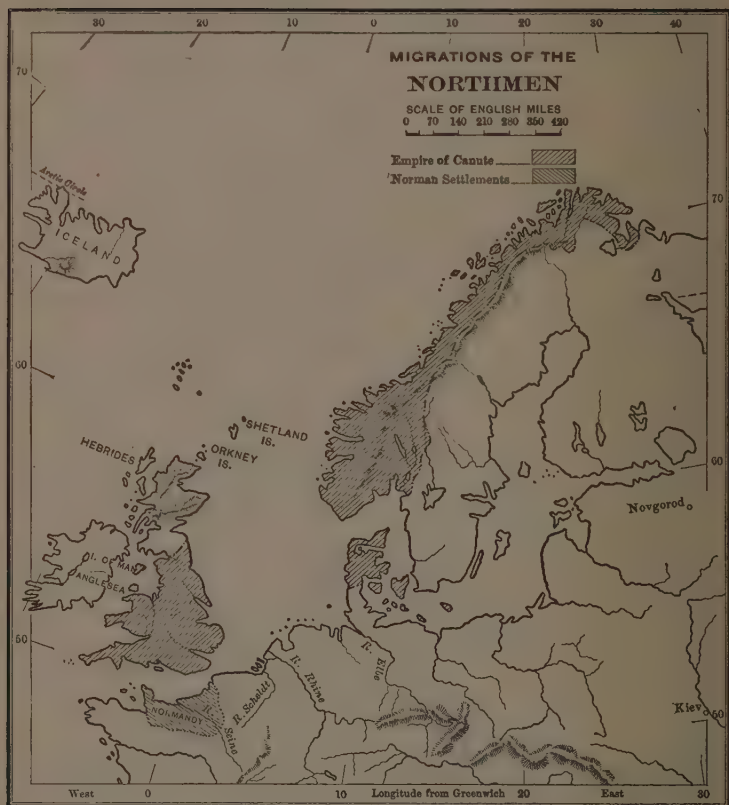 30 20 10 0 10 20 30 40
MIGRATIONS OF THE
NORTHMEN
SCALE OF ENGLISH MILES
0 70 140 210 280 350 420
Empire of Canute
Norman Settlements
70
70
Arctic Circle
ICELAND
60
SHETLAND
IS.
ORKNEY
IS.
HEBRIDES
60
Novgorod
I. OF MAN
ANGLESEA
50
R. Elbe
R. Rhine
R. Scheldt
R. Seine
NORMANDY
Kiev
50
West 0 10 Longitude from Greenwich 20 East 30